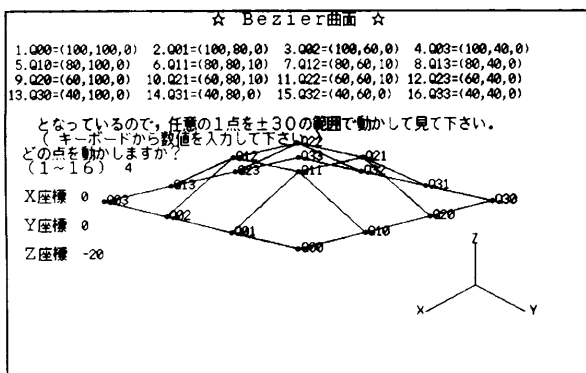 ☆ Bezier曲面 ☆
1.Q00=(100,100,0) 2.Q01=(100,80,0) 3.Q02=(100,60,0) 4.Q03=(100,40,0)
5.Q10=(80,100,0) 6.Q11=(80,80,10) 7.Q12=(80,60,10) 8.Q13=(80,40,0)
9.Q20=(60,100,0) 10.Q21=(60,80,10) 11.Q22=(60,60,10) 12.Q23=(60,40,0)
13.Q30=(40,100,0) 14.Q31=(40,80,0) 15.Q32=(40,60,0) 16.Q33=(40,40,0)
となっているので,任意の1点を±30の範囲で動かして見て下さい。
( キーボードから数値を入力して下さい )
どの点を動かしますか?
(1~16) 4
X座標 0
Y座標 0
Z座標 -20
Q22
Q12
Q33
Q21
Q23
Q11
Q32
Q13
Q31
Q03
Q30
Q02
Q20
Q01
Q10
Q00
Z
X
Y